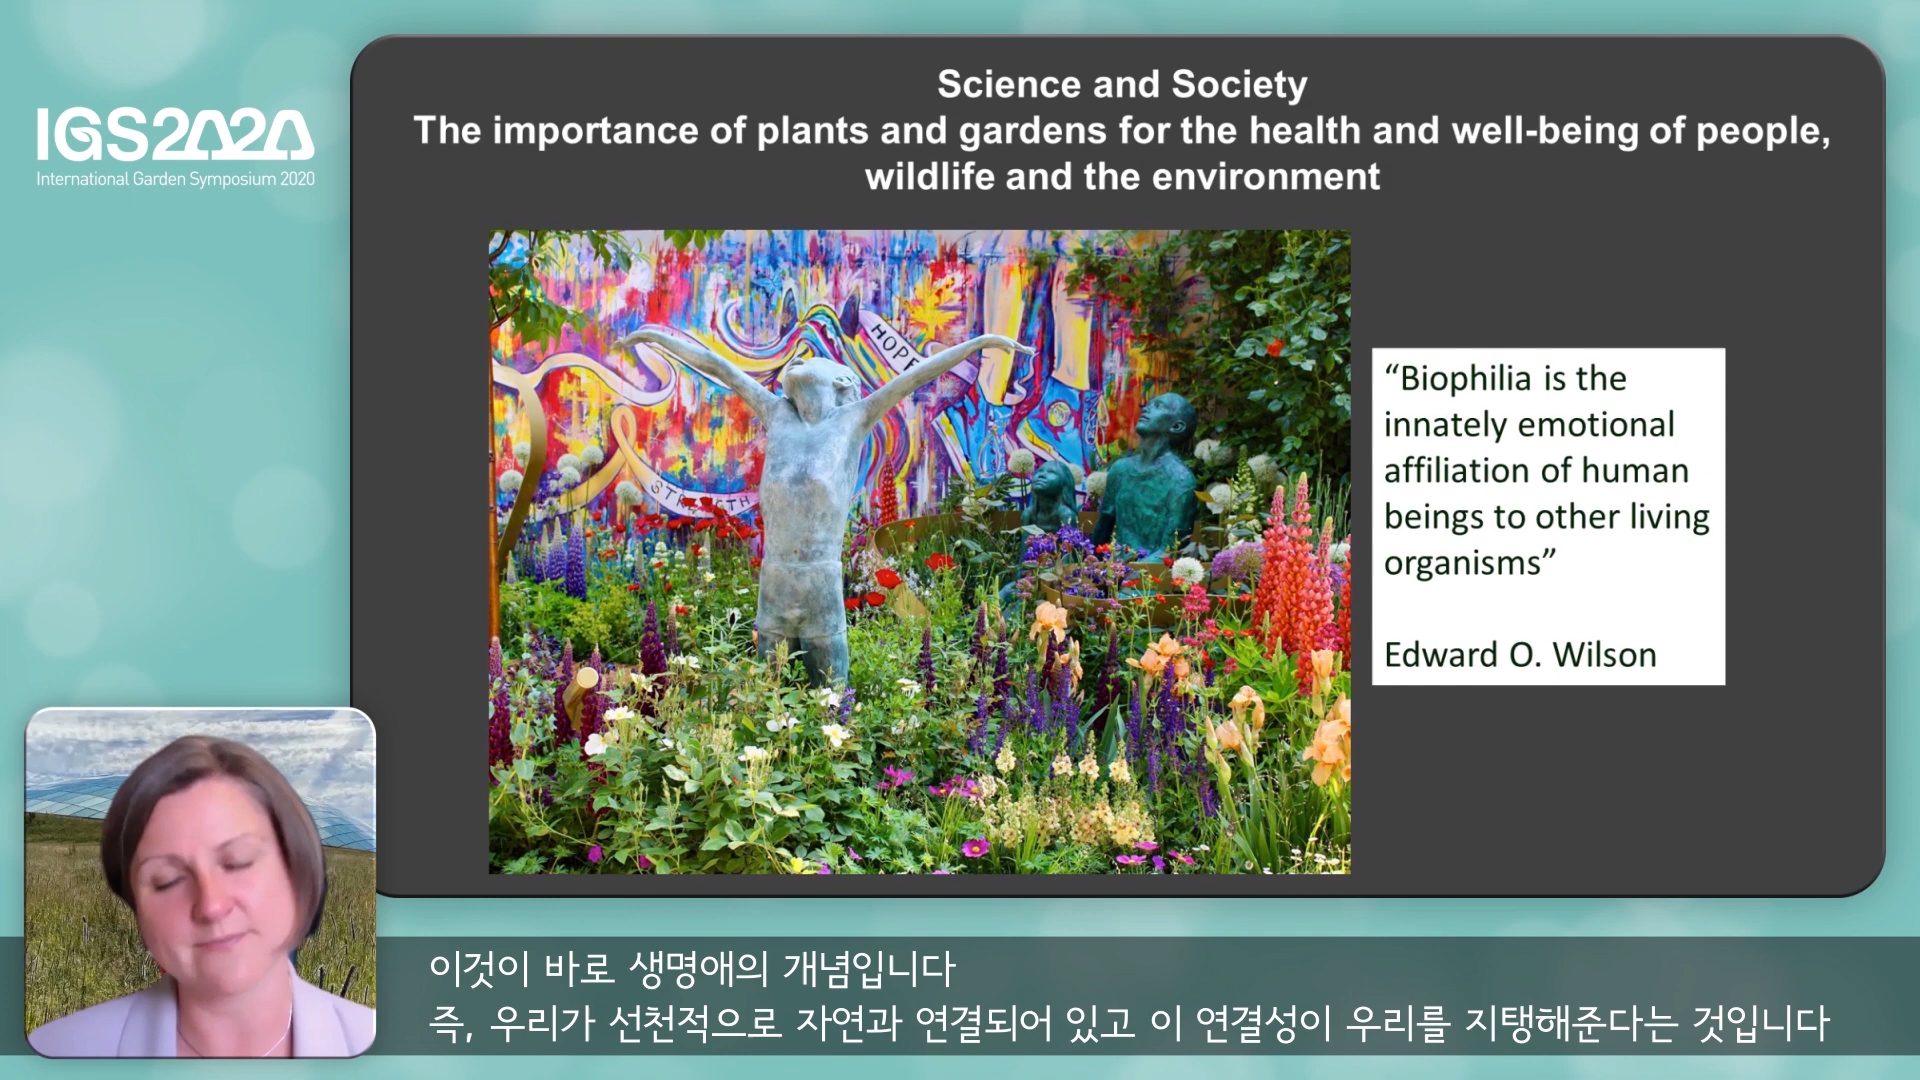 IGS2020
International Garden Symposium 2020
Science and Society
The importance of plants and gardens for the health and well-being of people,
wildlife and the environment
HOPE
STRENGTH
“Biophilia is the
innately emotional
affiliation of human
beings to other living
organisms”
Edward O. Wilson
이것이 바로 생명애의 개념입니다
즉, 우리가 선천적으로 자연과 연결되어 있고 이 연결성이 우리를 지탱해준다는 것입니다